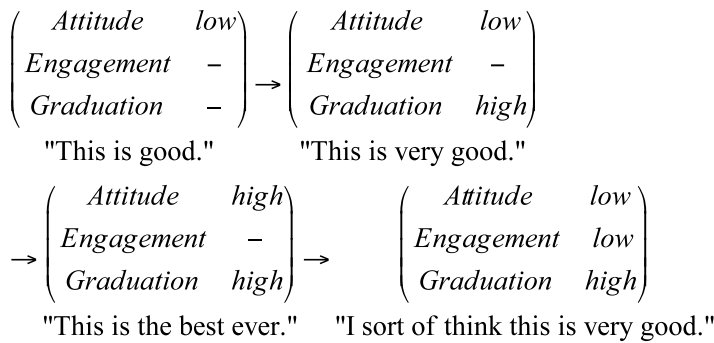 Attitude low Attitude low
Engagement – → Engagement –
Graduation – Graduation high
"This is good." "This is very good."
Attitude high Attitude low
→ Engagement – → Engagement low
Graduation high Graduation high
"This is the best ever." "I sort of think this is very good."